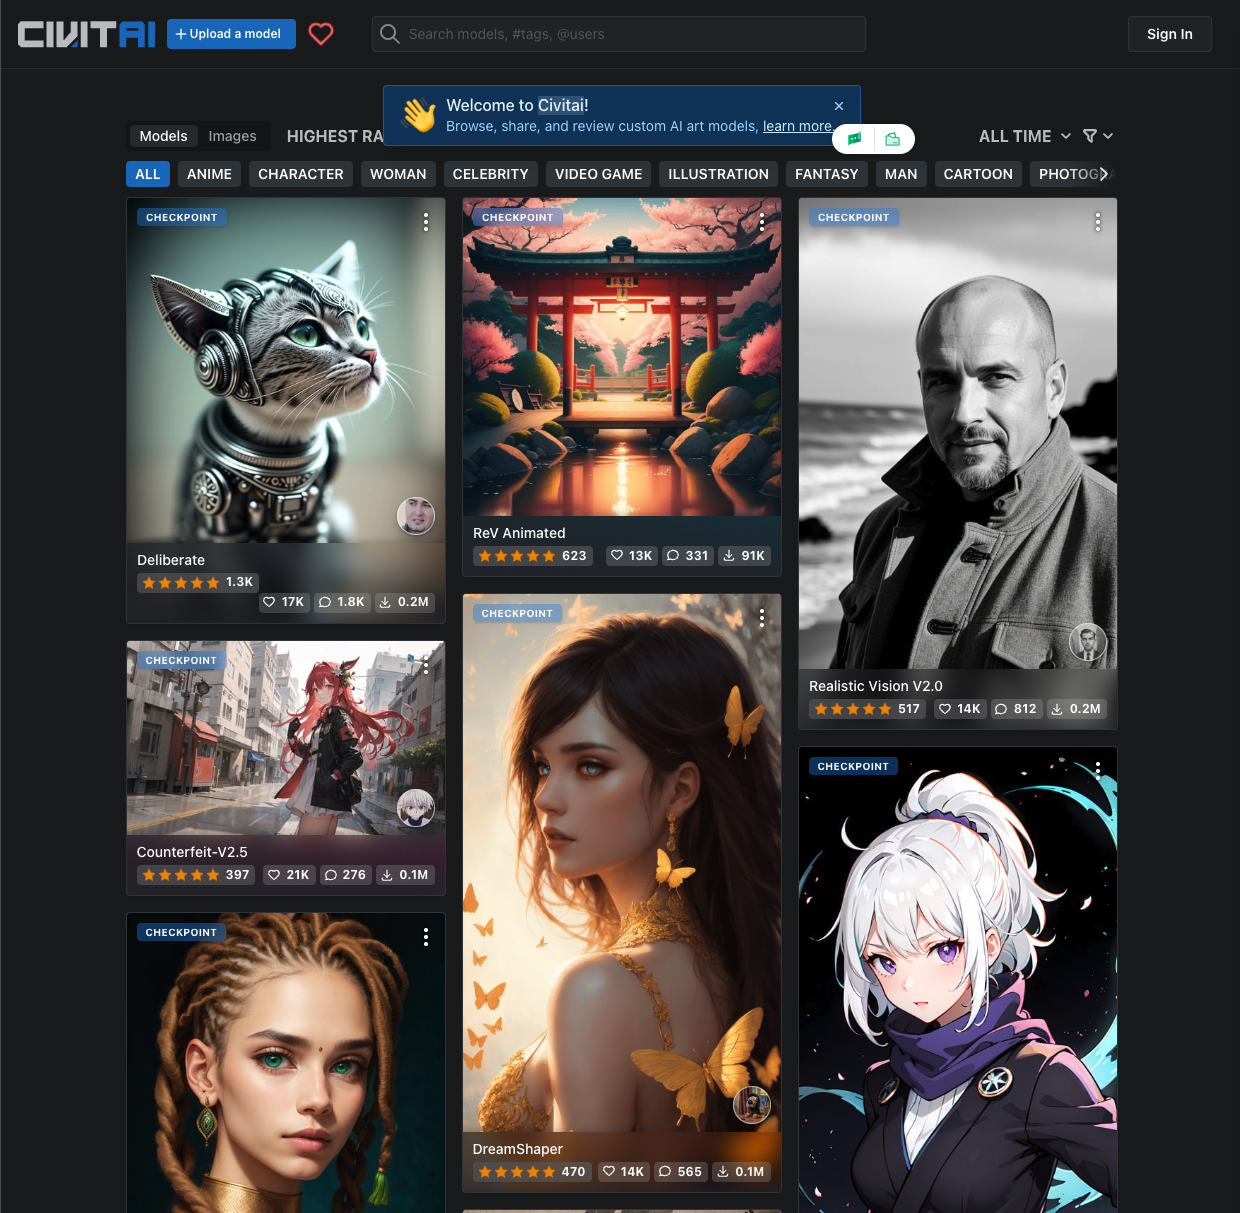 CIVITAI
Upload a model
Search models, #tags, @users
Sign In
Welcome to Civitai!
Browse, share, and review custom AI art models, learn more.
Models
Images
HIGHEST RA
ALL TIME
ALL
ANIME
CHARACTER
WOMAN
CELEBRITY
VIDEO GAME
ILLUSTRATION
FANTASY
MAN
CARTOON
PHOTOG
CHECKPOINT
Deliberate
1.3K
17K
1.8K
0.2M
CHECKPOINT
ReV Animated
623
13K
331
91K
CHECKPOINT
Realistic Vision V2.0
517
14K
812
0.2M
CHECKPOINT
Counterfeit-V2.5
397
21K
276
0.1M
CHECKPOINT
DreamShaper
470
14K
565
0.1M
CHECKPOINT
CHECKPOINT